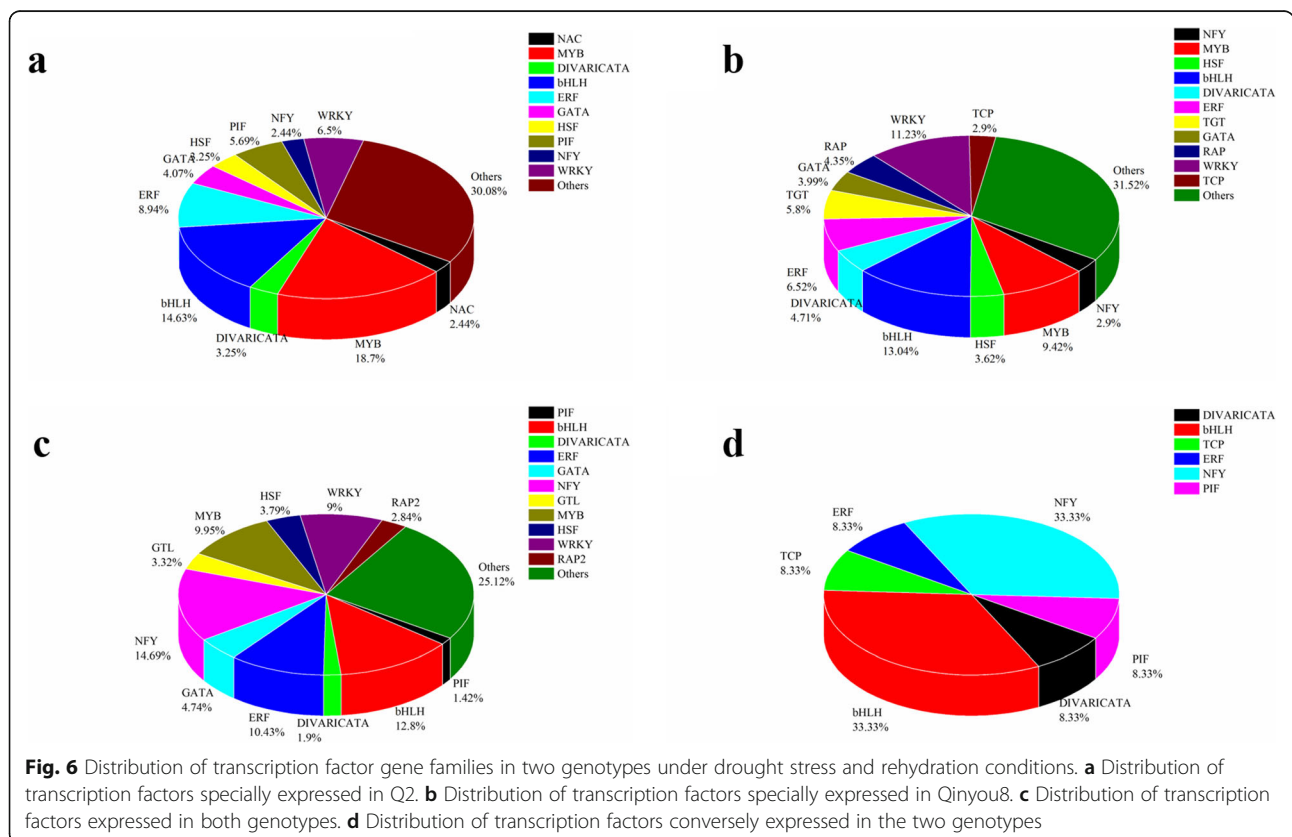 a
NAC
MYB
DIVARICATA
bHLH
ERF
GATA
HSF
PIF
NFY
WRKY
Others
NFY
2.44%
WRKY
6.5%
PIF
5.69%
HSF
3.25%
GATA
4.07%
ERF
8.94%
Others
30.08%
bHLH
14.63%
DIVARICATA
3.25%
MYB
18.7%
NAC
2.44%
b
NFY
MYB
HSF
bHLH
DIVARICATA
ERF
TGT
GATA
RAP
WRKY
TCP
Others
WRKY
11.23%
TCP
2.9%
RAP
4.35%
GATA
3.99%
TGT
5.8%
Others
31.52%
ERF
6.52%
DIVARICATA
4.71%
bHLH
13.04%
HSF
3.62%
MYB
9.42%
NFY
2.9%
c
PIF
bHLH
DIVARICATA
ERF
GATA
NFY
GTL
MYB
HSF
WRKY
RAP2
Others
HSF
3.79%
WRKY
9%
RAP2
2.84%
MYB
9.95%
GTL
3.32%
Others
25.12%
NFY
14.69%
GATA
4.74%
ERF
10.43%
DIVARICATA
1.9%
bHLH
12.8%
PIF
1.42%
d
DIVARICATA
bHLH
TCP
ERF
NFY
PIF
NFY
33.33%
ERF
8.33%
TCP
8.33%
PIF
8.33%
DIVARICATA
8.33%
bHLH
33.33%
Fig. 6 Distribution of transcription factor gene families in two genotypes under drought stress and rehydration conditions. a Distribution of
transcription factors specially expressed in Q2. b Distribution of transcription factors specially expressed in Qinyou8. c Distribution of transcription
factors expressed in both genotypes. d Distribution of transcription factors conversely expressed in the two genotypes